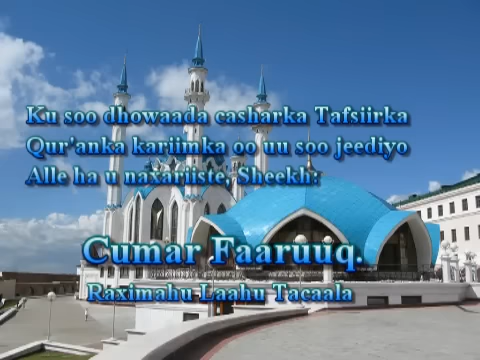 Ku soo dhowaada casharka Tafsiirka
Qur'anka kariimka oo uu soo jeediyo
Alle ha u naxariiste, Sheekh:
Cumar Faaruuq.
Raximahu Laahu Tacaala